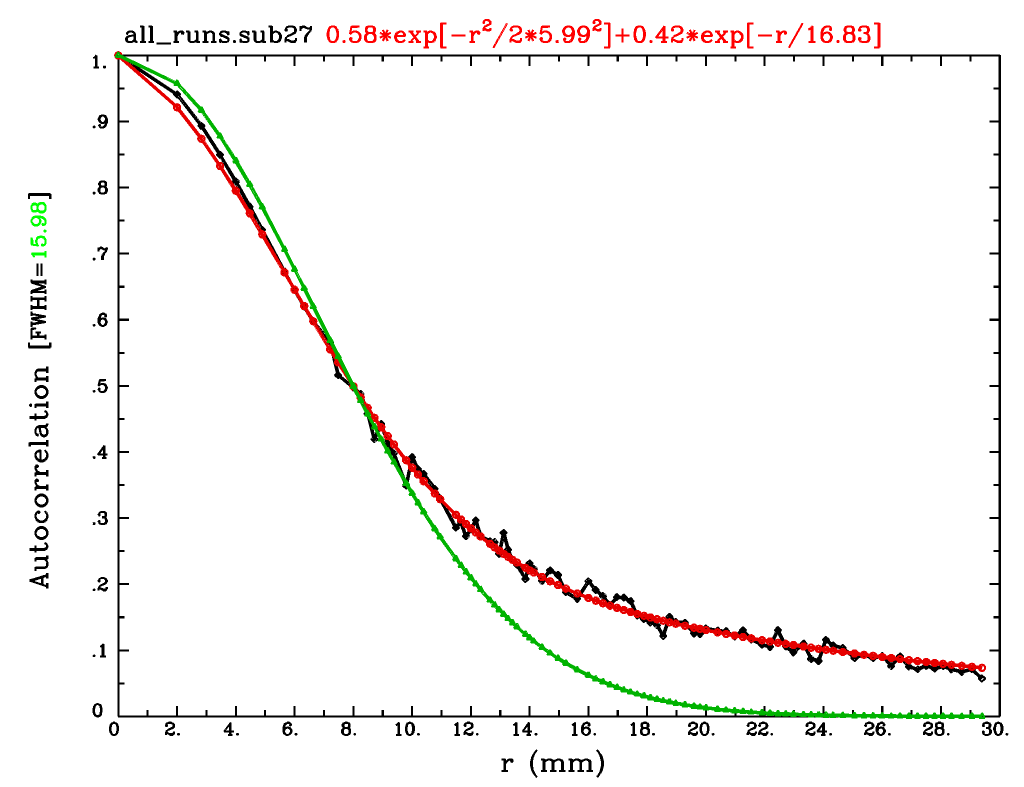 all_runs.sub27 0.58*exp[-r²/2*5.99²]+0.42*exp[-r/16.83]
1.
.9
.8
.7
.6
.5
.4
.3
.2
.1
0
Autocorrelation [FWHM=15.98]
0. 2. 4. 6. 8. 10. 12. 14. 16. 18. 20. 22. 24. 26. 28. 30.
r (mm)